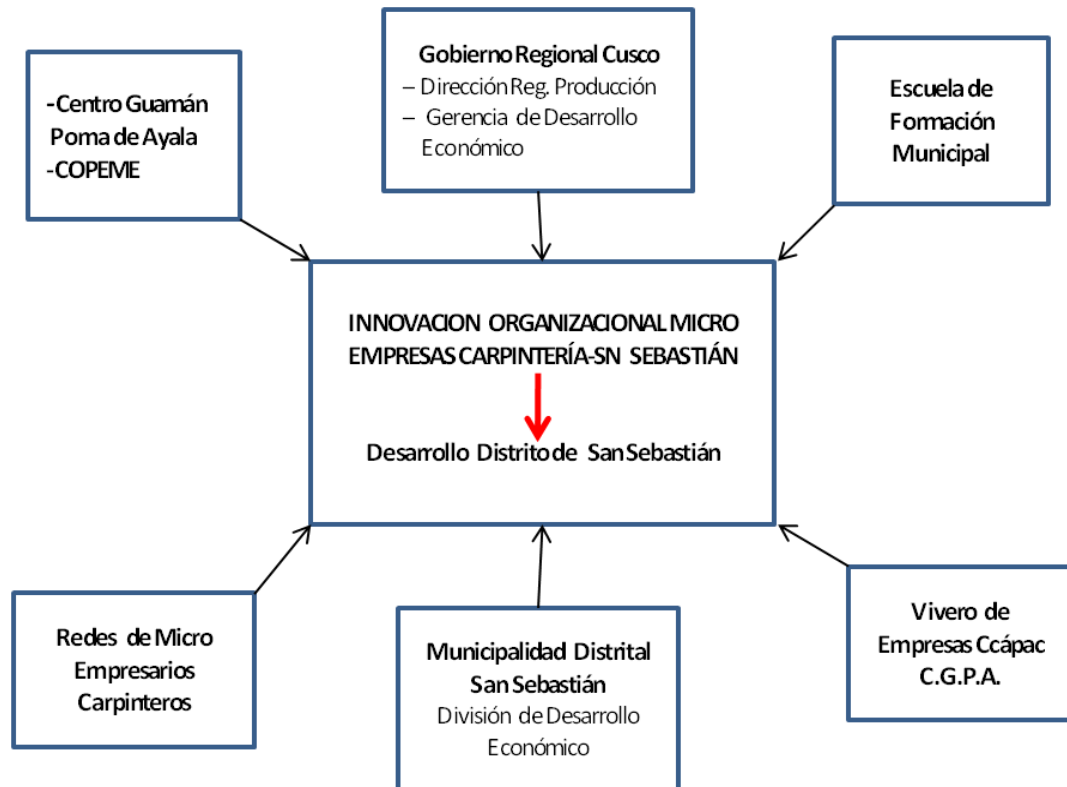 -Centro Guamán
Poma de Ayala
-COPEME
Gobierno Regional Cusco
– Dirección Reg. Producción
– Gerencia de Desarrollo
Económico
Escuela de
Formación
Municipal
INNOVACION ORGANIZACIONAL MICRO
EMPRESAS CARPINTERÍA-SN SEBASTIÁN
Desarrollo Distrito de San Sebastián
Redes de Micro
Empresarios
Carpinteros
Municipalidad Distrital
San Sebastián
División de Desarrollo
Económico
Vivero de
Empresas Ccápac
C.G.P.A.